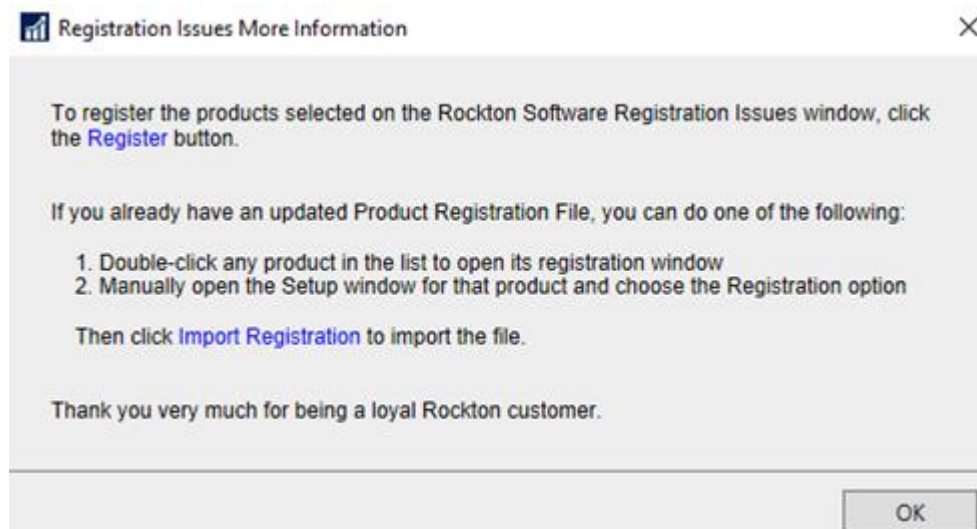 Registration Issues More Information
To register the products selected on the Rockton Software Registration Issues window, click
the Register button.
If you already have an updated Product Registration File, you can do one of the following:
1. Double-click any product in the list to open its registration window
2. Manually open the Setup window for that product and choose the Registration option
Then click Import Registration to import the file.
Thank you very much for being a loyal Rockton customer.
OK